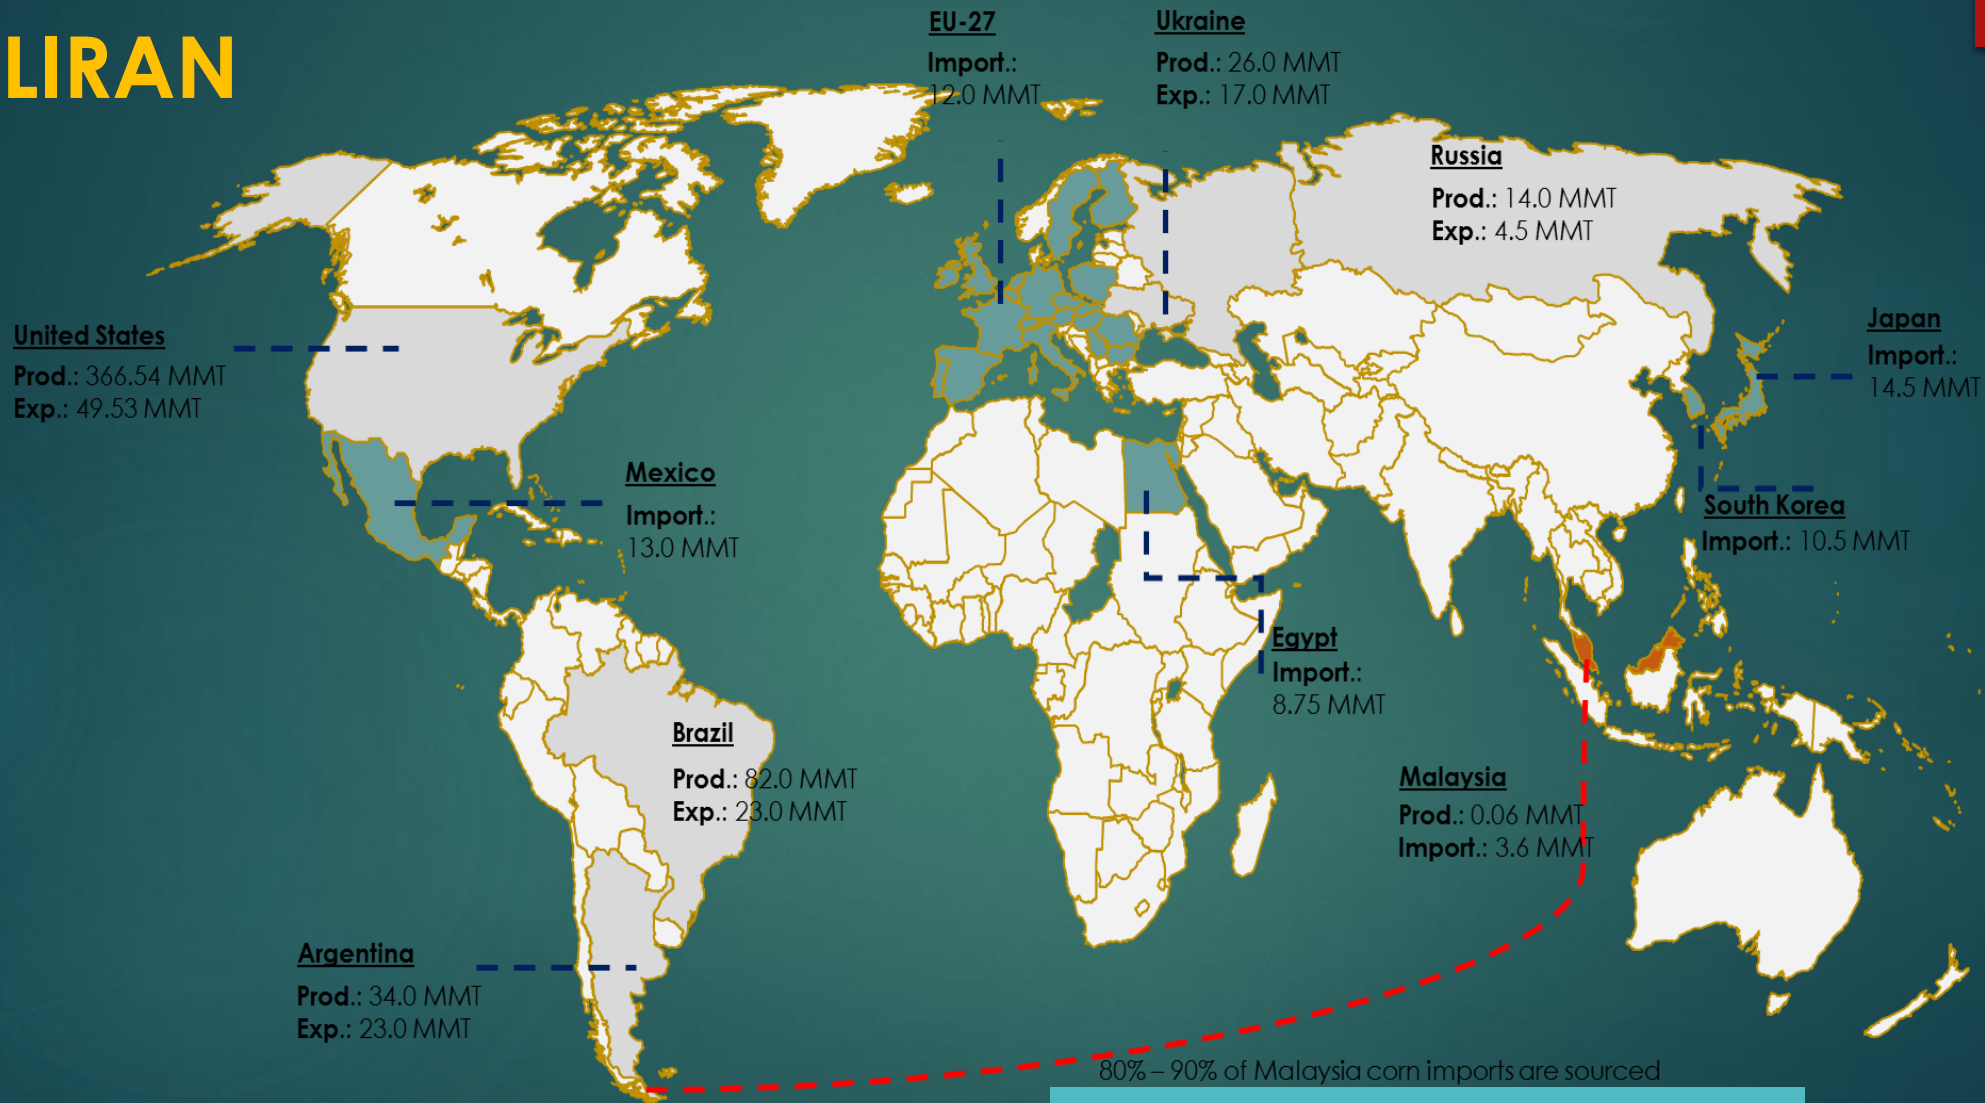 LIRAN
EU-27
Import.:
12.0 MMT
Ukraine
Prod.: 26.0 MMT
Exp.: 17.0 MMT
Russia
Prod.: 14.0 MMT
Exp.: 4.5 MMT
United States
Prod.: 366.54 MMT
Exp.: 49.53 MMT
Japan
Import.:
14.5 MMT
Mexico
Import.:
13.0 MMT
South Korea
Import.: 10.5 MMT
Egypt
Import.:
8.75 MMT
Brazil
Prod.: 82.0 MMT
Exp.: 23.0 MMT
Malaysia
Prod.: 0.06 MMT
Import.: 3.6 MMT
Argentina
Prod.: 34.0 MMT
Exp.: 23.0 MMT
80% – 90% of Malaysia corn imports are sourced